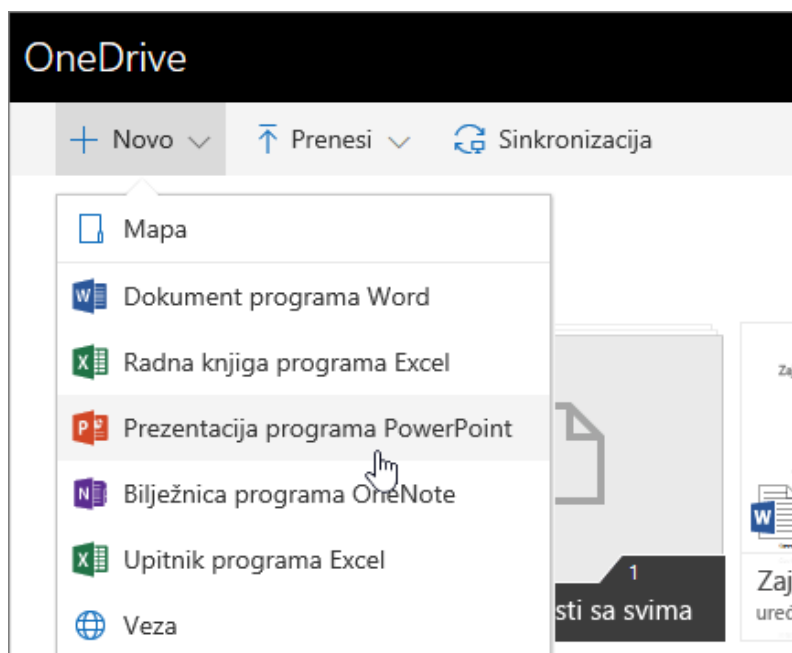 OneDrive
Novo
Prenesi
Sinkronizacija
Mapa
Dokument programa Word
Radna knjiga programa Excel
Prezentacija programa PowerPoint
Bilježnica programa OneNote
Upitnik programa Excel
Veza
1
sti sa svima
Zaj
ureć